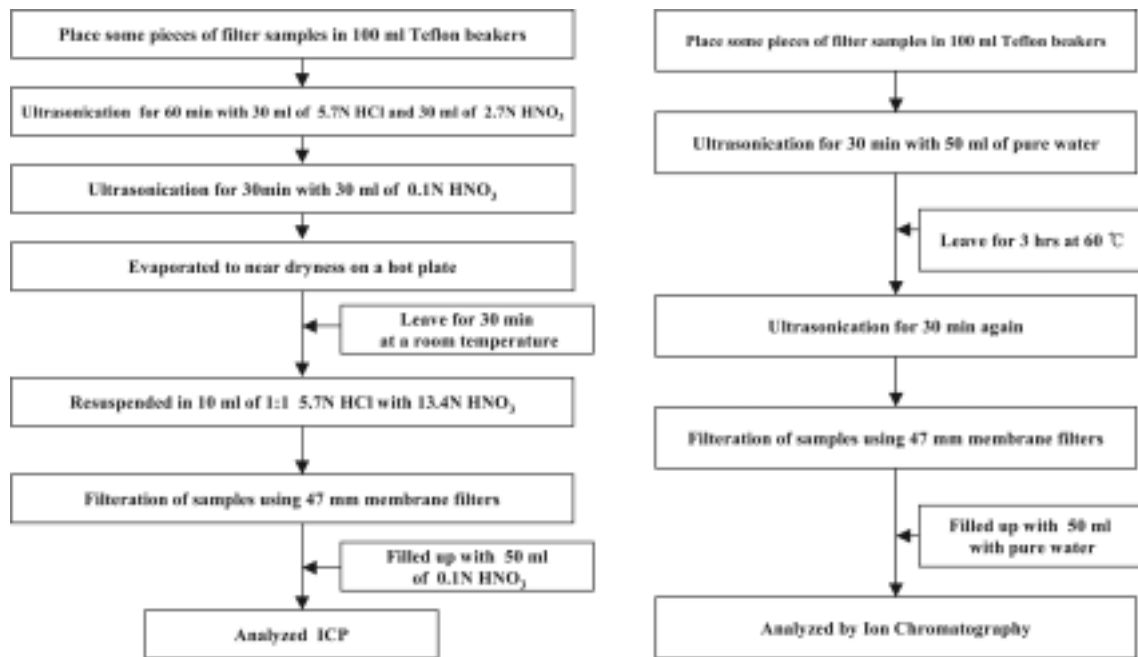 Place some pieces of filter samples in 100 ml Teflon beakers
Ultrasonication for 60 min with 30 ml of 5.7N HCl and 30 ml of 2.7N HNO₃
Ultrasonication for 30min with 30 ml of 0.1N HNO₃
Evaporated to near dryness on a hot plate
Leave for 30 min
at a room temperature
Resuspended in 10 ml of 1:1 5.7N HCl with 13.4N HNO₃
Filteration of samples using 47 mm membrane filters
Filled up with 50 ml
of 0.1N HNO₃
Analyzed ICP
Place some pieces of filter samples in 100 ml Teflon beakers
Ultrasonication for 30 min with 50 ml of pure water
Leave for 3 hrs at 60 ℃
Ultrasonication for 30 min again
Filteration of samples using 47 mm membrane filters
Filled up with 50 ml
with pure water
Analyzed by Ion Chromatography